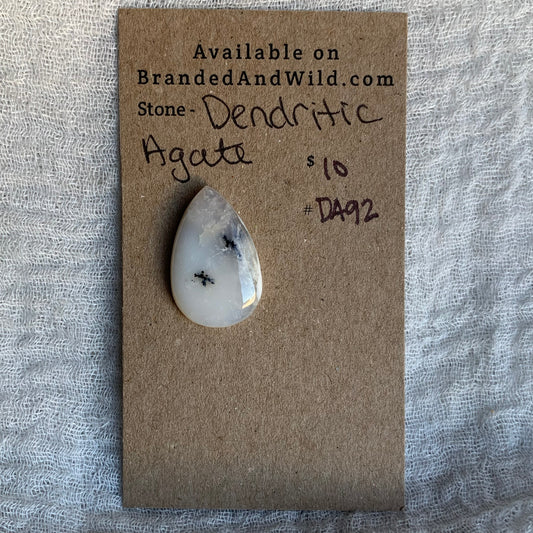 Available on
BrandedAndWild.com
Stone - Dendritic
Agate
$ 10
# DA92